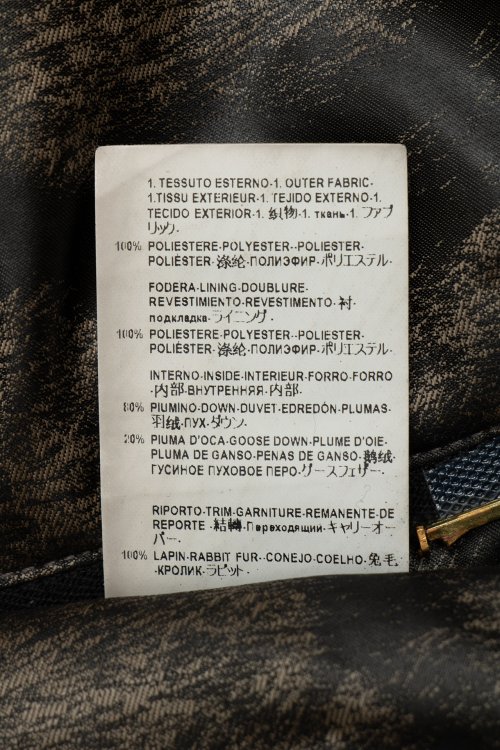 1. TESSUTO ESTERNO·1. OUTER FABRIC·
1.TISSU EXTERIEUR·1. TEJIDO EXTERNO·1.
TECIDO EXTERIOR·1. 織物·1. ткань·1. ファブ
リック·
100% POLIESTERE·POLYESTER··POLIESTER·
POLIÉSTER·涤纶·ПОЛИЭФИР·ポリエステル·
FODERA·LINING·DOUBLURE·
REVESTIMIENTO·REVESTIMENTO·衬·
подкладка·ライニング·
100% POLIESTERE·POLYESTER··POLIESTER·
POLIÉSTER·涤纶·ПОЛИЭФИР·ポリエステル·
INTERNO·INSIDE·INTERIEUR·FORRO·FORRO
·内部·ВНУТРЕННЯЯ·内部·
80% PIUMINO·DOWN·DUVET·EDREDÓN·PLUMAS·
羽绒·ПУХ·ダウン·
20% PIUMA D'OCA·GOOSE DOWN·PLUME D'OIE·
PLUMA DE GANSO·PENAS DE GANSO·鹅绒·
ГУСИНОЕ ПУХОВОЕ ПЕРО·グースフェザー·
RIPORTO·TRIM·GARNITURE·REMANENTE DE
REPORTE·結轉·Переходящий·キャリーオー
バー·
100% LAPIN·RABBIT FUR··CONEJO·COELHO·兔毛
·КРОЛИК·ラビット·